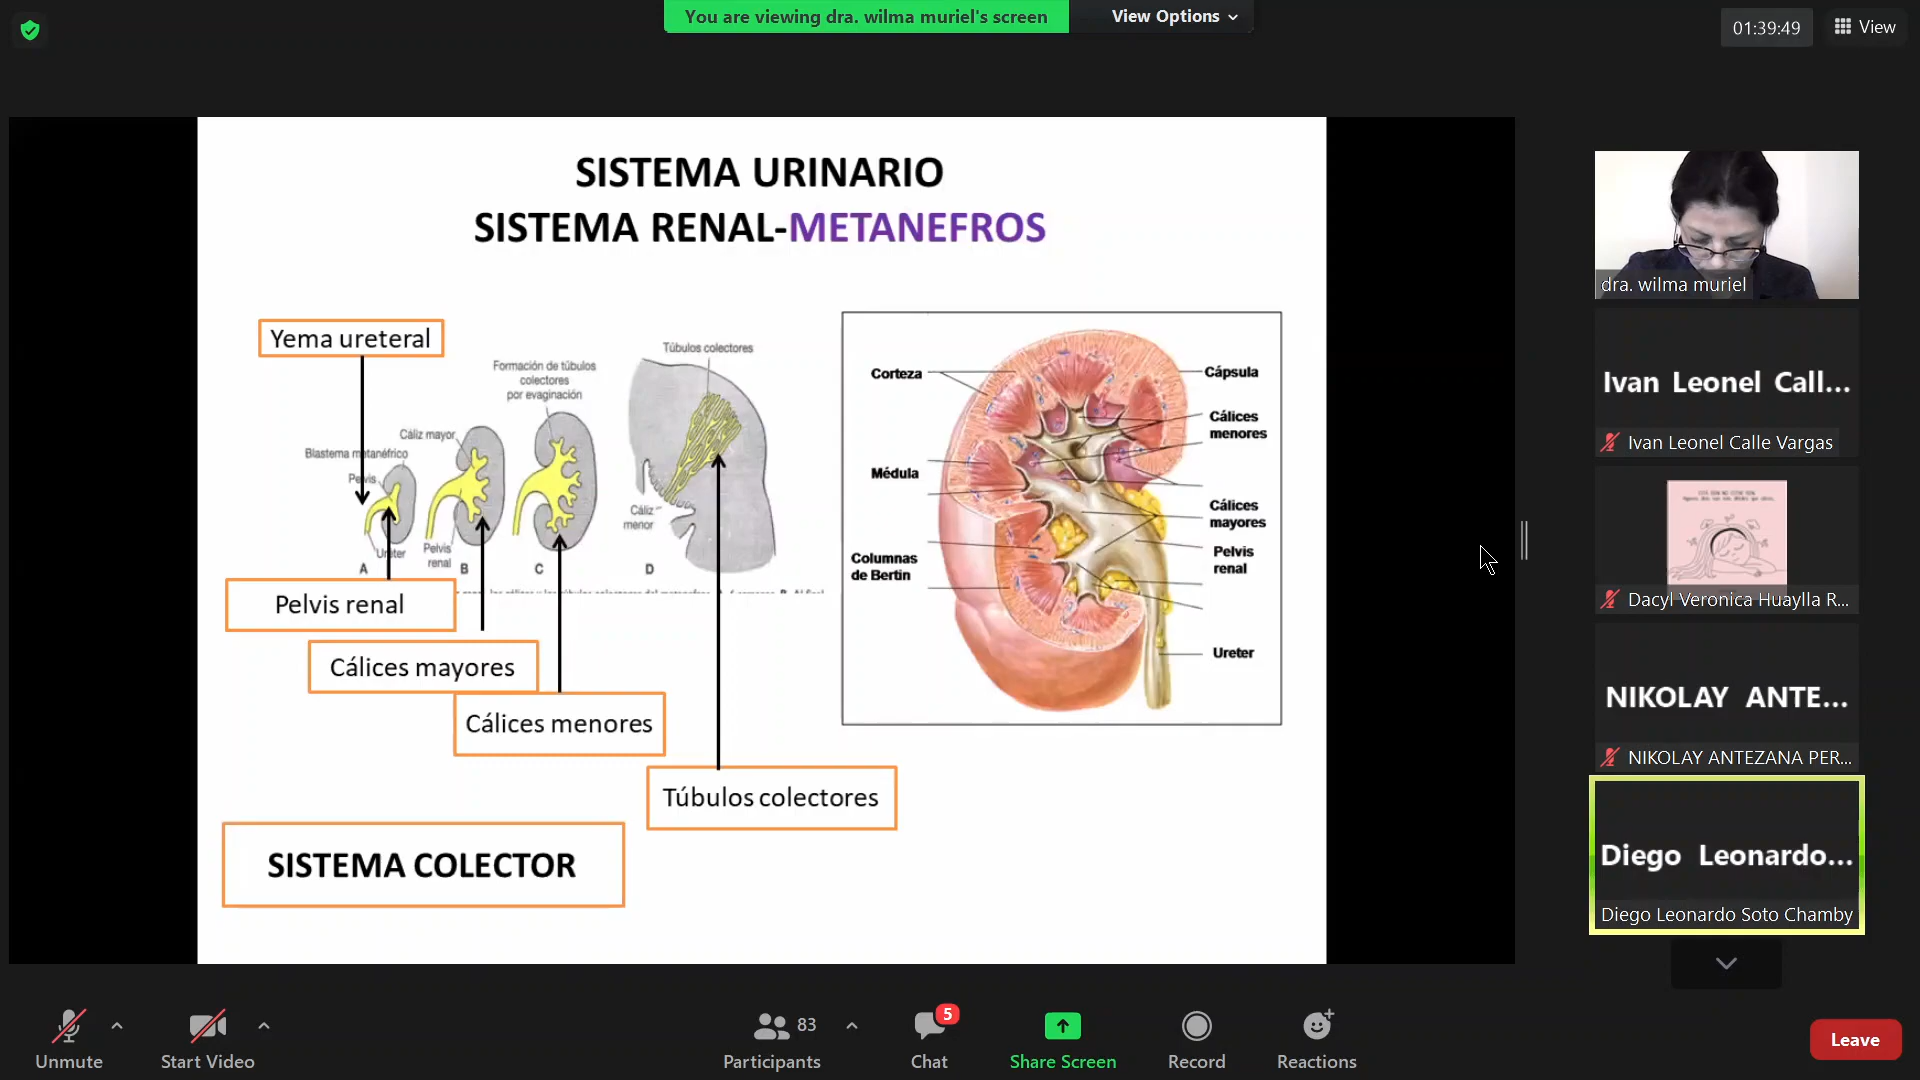 You are viewing dra. wilma muriel's screen
View Options
01:39:49
View
SISTEMA URINARIO
SISTEMA RENAL-METANEFROS
Yema ureteral
Túbulos colectores
Formación de túbulos
colectores
por evaginación
Cáliz mayor
Blastema metanéfrico
Pelvis
Cáliz
menor
Uréter
Pelvis
renal
A
B
C
D
Pelvis renal
Cálices mayores
Cálices menores
Túbulos colectores
SISTEMA COLECTOR
Corteza
Cápsula
Cálices
menores
Médula
Cálices
mayores
Columnas
de Bertin
Pelvis
renal
Ureter
dra. wilma muriel
Ivan Leonel Call...
Ivan Leonel Calle Vargas
Dacyl Veronica Huaylla R...
NIKOLAY ANTE...
NIKOLAY ANTEZANA PER...
Diego Leonardo...
Diego Leonardo Soto Chamby
Unmute
Start Video
83
Participants
5
Chat
Share Screen
Record
Reactions
Leave